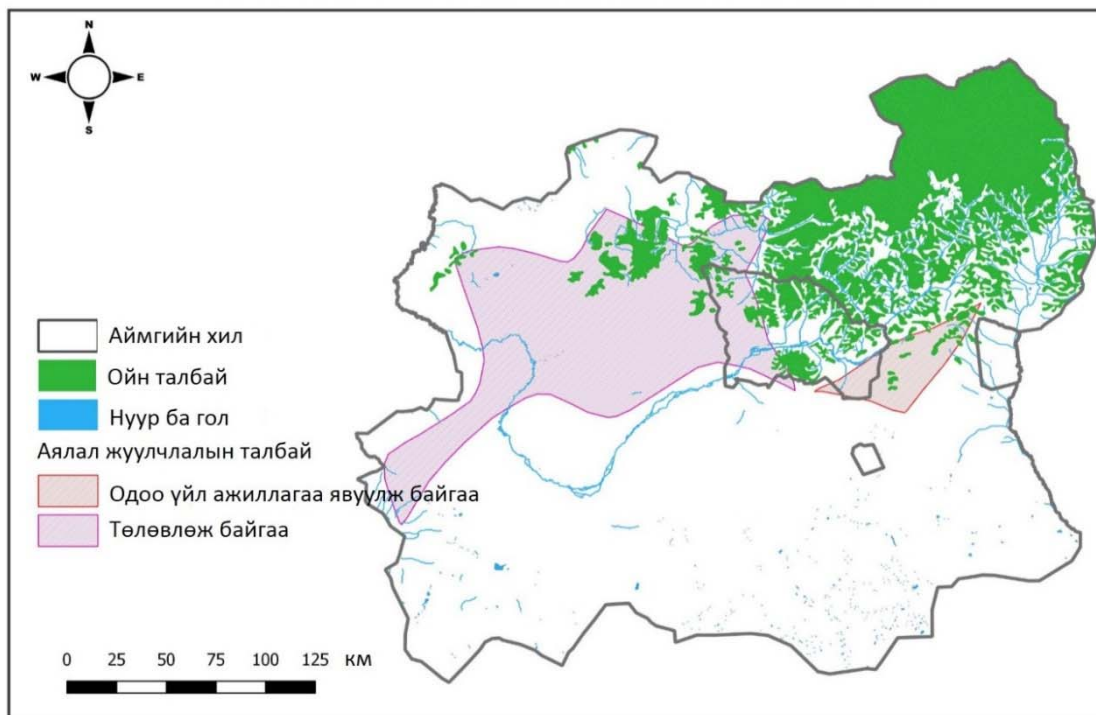 N
W E
S
Аймгийн хил
Ойн талбай
Нуур ба гол
Аялал жуулчлалын талбай
Одоо үйл ажиллагаа явуулж байгаа
Төлөвлөж байгаа
0 25 50 75 100 125 км